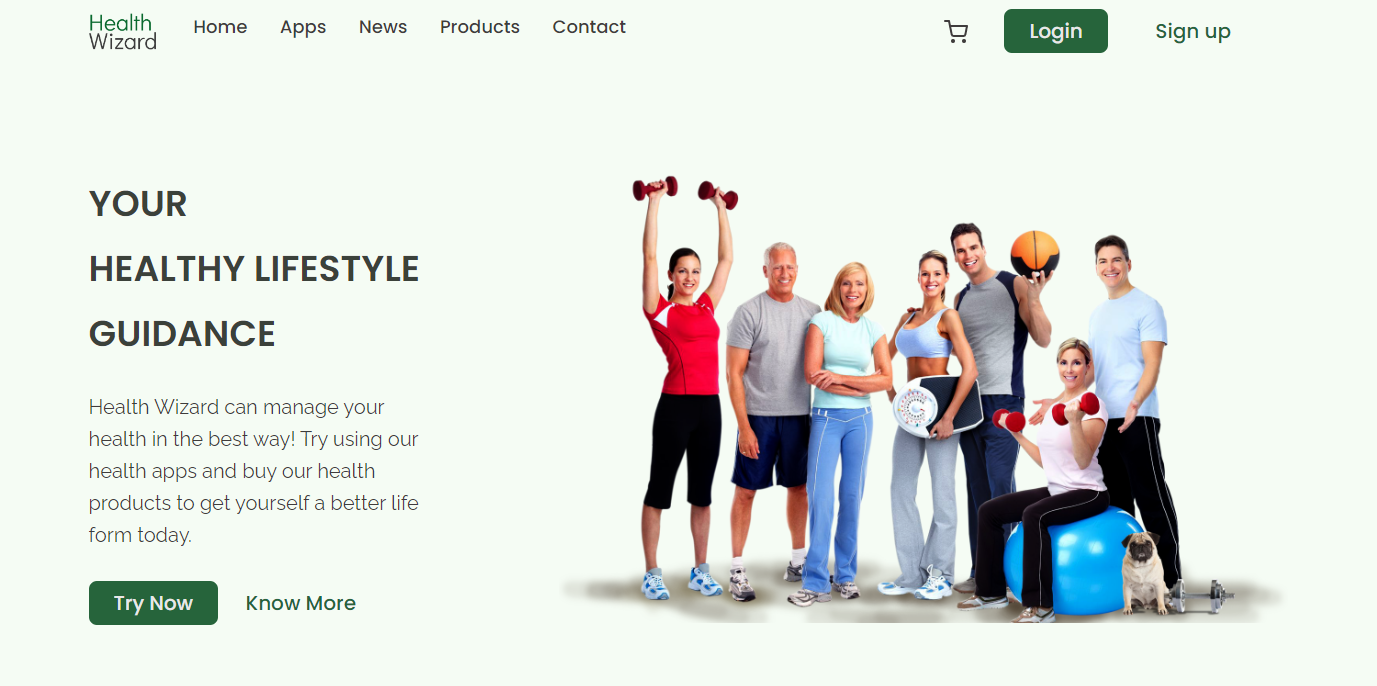 Health
Wizard
Home Apps News Products Contact Login Sign up
YOUR
HEALTHY LIFESTYLE
GUIDANCE
Health Wizard can manage your
health in the best way! Try using our
health apps and buy our health
products to get yourself a better life
form today.
Try Now Know More